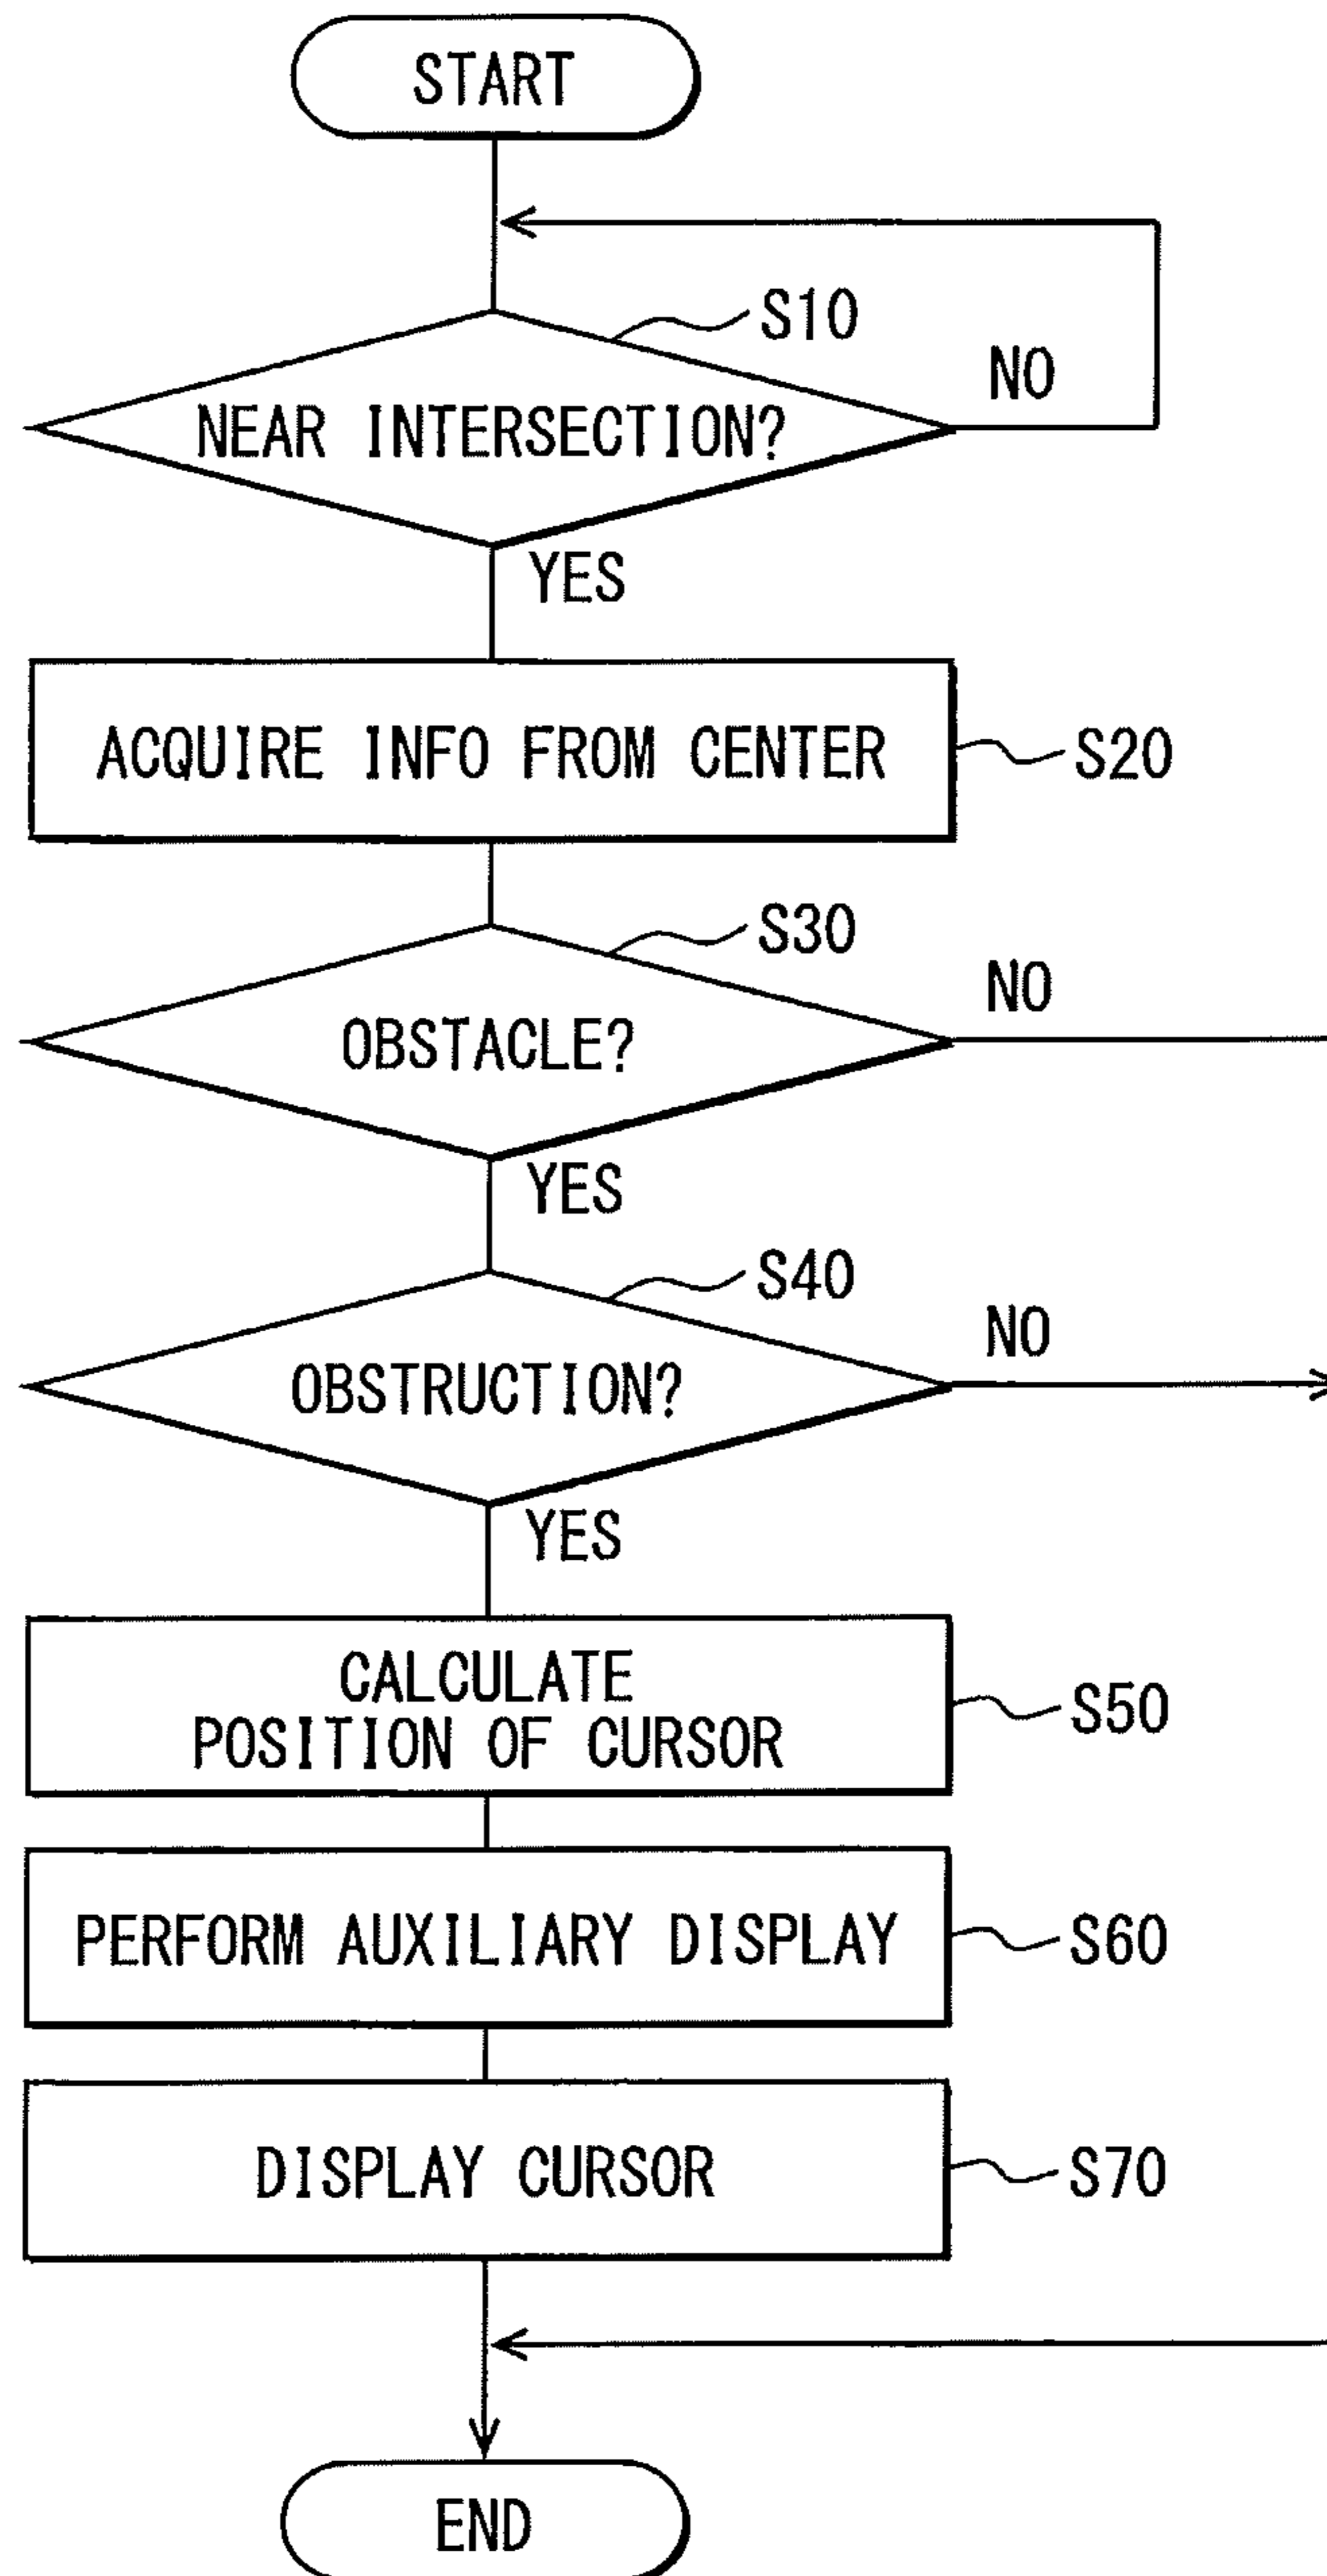 START
S10
NO
NEAR INTERSECTION?
YES
ACQUIRE INFO FROM CENTER
S20
S30
NO
OBSTACLE?
YES
S40
NO
OBSTRUCTION?
YES
CALCULATE
POSITION OF CURSOR
S50
PERFORM AUXILIARY DISPLAY
S60
DISPLAY CURSOR
S70
END